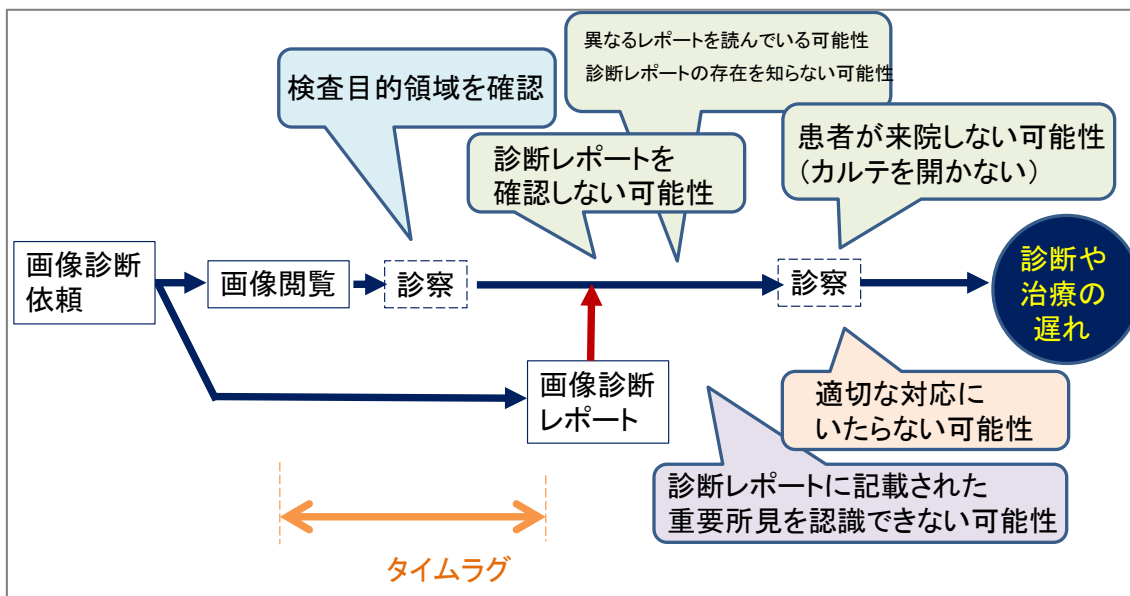 異なるレポートを読んでいる可能性
診断レポートの存在を知らない可能性
検査目的領域を確認
患者が来院しない可能性
(カルテを開かない)
診断レポートを
確認しない可能性
画像診断
依頼
画像閲覧
診察
診察
診断や
治療の
遅れ
画像診断
レポート
適切な対応に
いたらない可能性
診断レポートに記載された
重要所見を認識できない可能性
タイムラグ